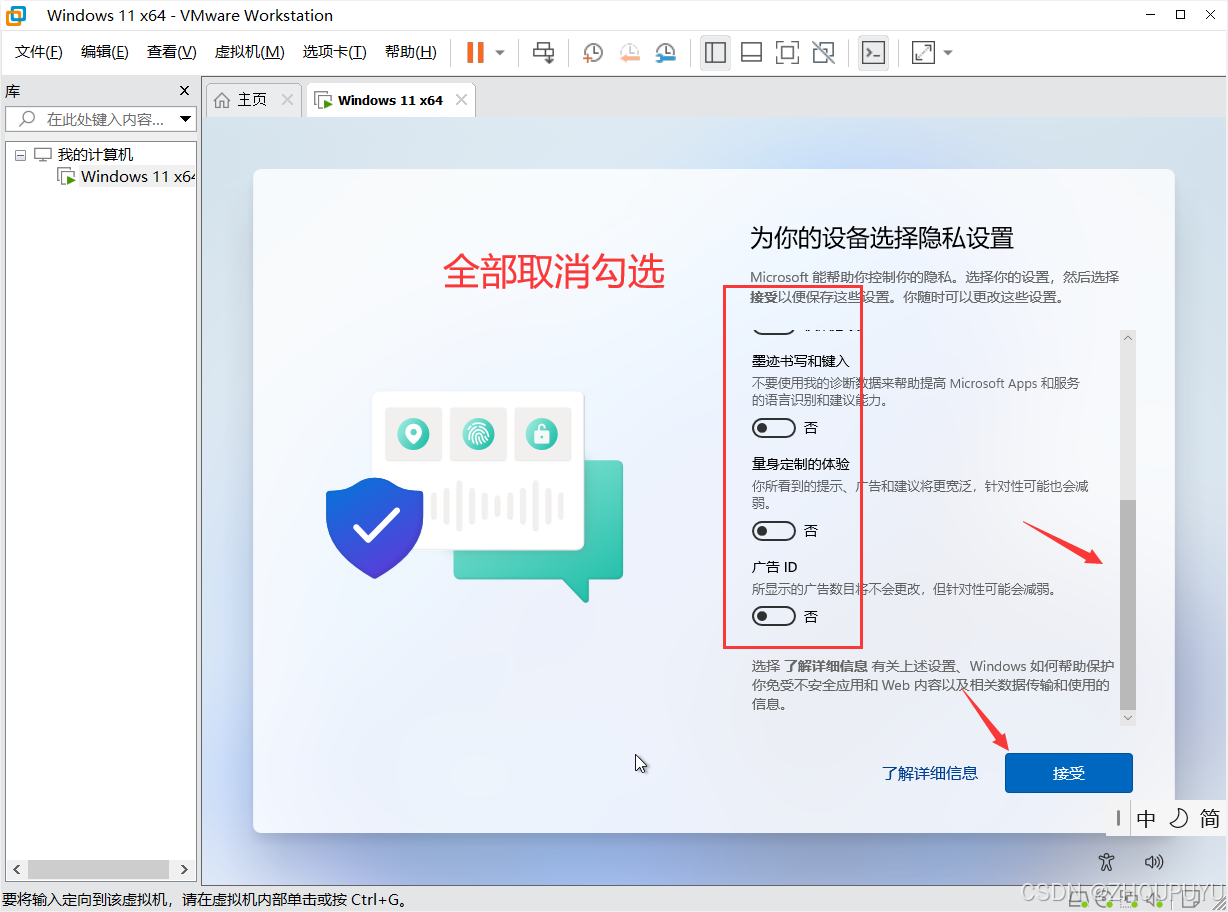 Windows 11 x64 - VMware Workstation
文件(F) 编辑(E) 查看(V) 虚拟机(M) 选项卡(T) 帮助(H)
库
主页
Windows 11 x64
在此处键入内容...
我的计算机
Windows 11 x64
全部取消勾选
为你的设备选择隐私设置
Microsoft 能帮助你控制你的隐私。选择你的设置，然后选择
接受以便保存这些设置。你随时可以更改这些设置。
墨迹书写和键入
不要使用我的诊断数据来帮助提高 Microsoft Apps 和服务
的语言识别和建议能力。
否
量身定制的体验
你所看到的提示、广告和建议将更宽泛，针对性可能也会减
弱。
否
广告 ID
所显示的广告数目将不会更改，但针对性可能会减弱。
否
选择 了解详细信息 有关上述设置、Windows 如何帮助保护
你免受不安全应用和 Web 内容以及相关数据传输和使用的
信息。
了解详细信息
接受
中 简
要将输入定向到该虚拟机，请在虚拟机内部单击或按 Ctrl+G。
CSDN @ZHOUPUYU